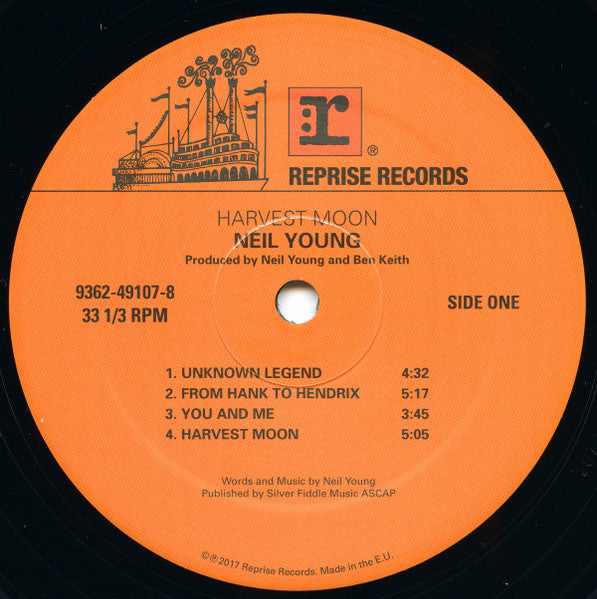 r
®
REPRISE RECORDS
HARVEST MOON
NEIL YOUNG
Produced by Neil Young and Ben Keith
9362-49107-8
33 1/3 RPM
SIDE ONE
1. UNKNOWN LEGEND 4:32
2. FROM HANK TO HENDRIX 5:17
3. YOU AND ME 3:45
4. HARVEST MOON 5:05
Words and Music by Neil Young
Published by Silver Fiddle Music ASCAP
©℗2017 Reprise Records. Made in the E.U.